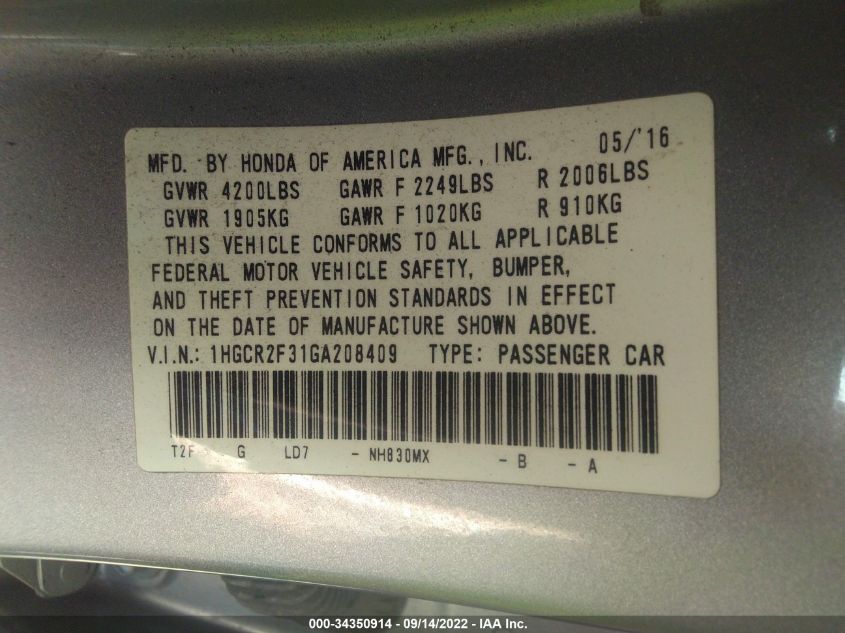 MFD. BY HONDA OF AMERICA MFG., INC. 05/'16
GVWR 4200LBS GAWR F 2249LBS R 2006LBS
GVWR 1905KG GAWR F 1020KG R 910KG
THIS VEHICLE CONFORMS TO ALL APPLICABLE
FEDERAL MOTOR VEHICLE SAFETY, BUMPER,
AND THEFT PREVENTION STANDARDS IN EFFECT
ON THE DATE OF MANUFACTURE SHOWN ABOVE.
V.I.N.: 1HGCR2F31GA208409 TYPE: PASSENGER CAR
T2F G LD7 - NH830MX - B - A
000-34350914 — 09/14/2022 - IAA Inc.